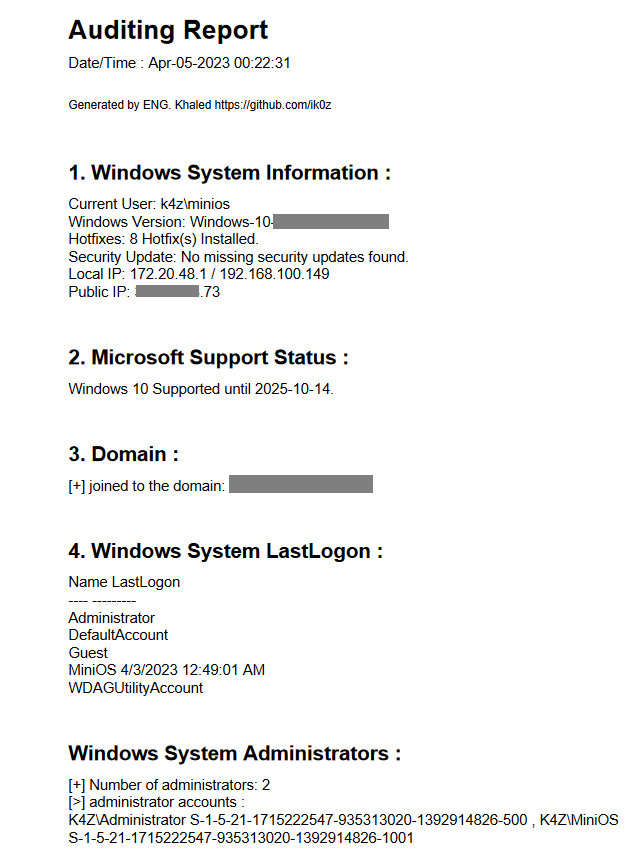 Auditing Report
Date/Time : Apr-05-2023 00:22:31
Generated by ENG. Khaled https://github.com/ik0z
1. Windows System Information :
Current User: k4z\minios
Windows Version: Windows-10-
Hotfixes: 8 Hotfix(s) Installed.
Security Update: No missing security updates found.
Local IP: 172.20.48.1 / 192.168.100.149
Public IP: .73
2. Microsoft Support Status :
Windows 10 Supported until 2025-10-14.
3. Domain :
[+] joined to the domain:
4. Windows System LastLogon :
Name LastLogon
---- ---------
Administrator
DefaultAccount
Guest
MiniOS 4/3/2023 12:49:01 AM
WDAGUtilityAccount
Windows System Administrators :
[+] Number of administrators: 2
[>] administrator accounts :
K4Z\Administrator S-1-5-21-1715222547-935313020-1392914826-500 , K4Z\MiniOS
S-1-5-21-1715222547-935313020-1392914826-1001